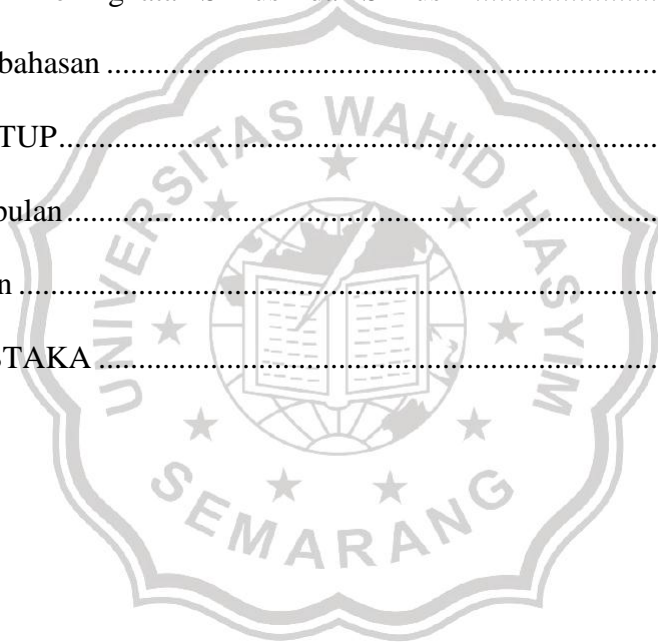 bahasan ........................................................................
TUP..............................................................................
pulan............................................................................
n ..................................................................................
STAKA .........................................................................
UNIVERSITAS WAHID HASYIM
SEMARANG